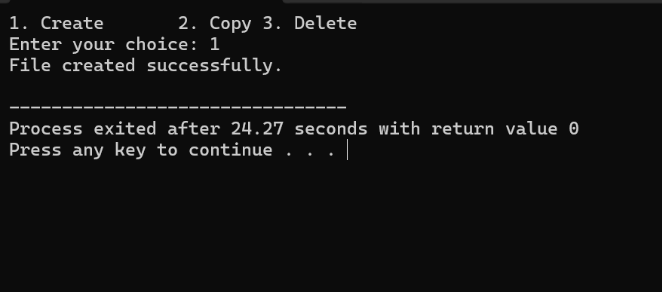 1. Create       2. Copy 3. Delete
Enter your choice: 1
File created successfully.
--------------------------------
Process exited after 24.27 seconds with return value 0
Press any key to continue . . .